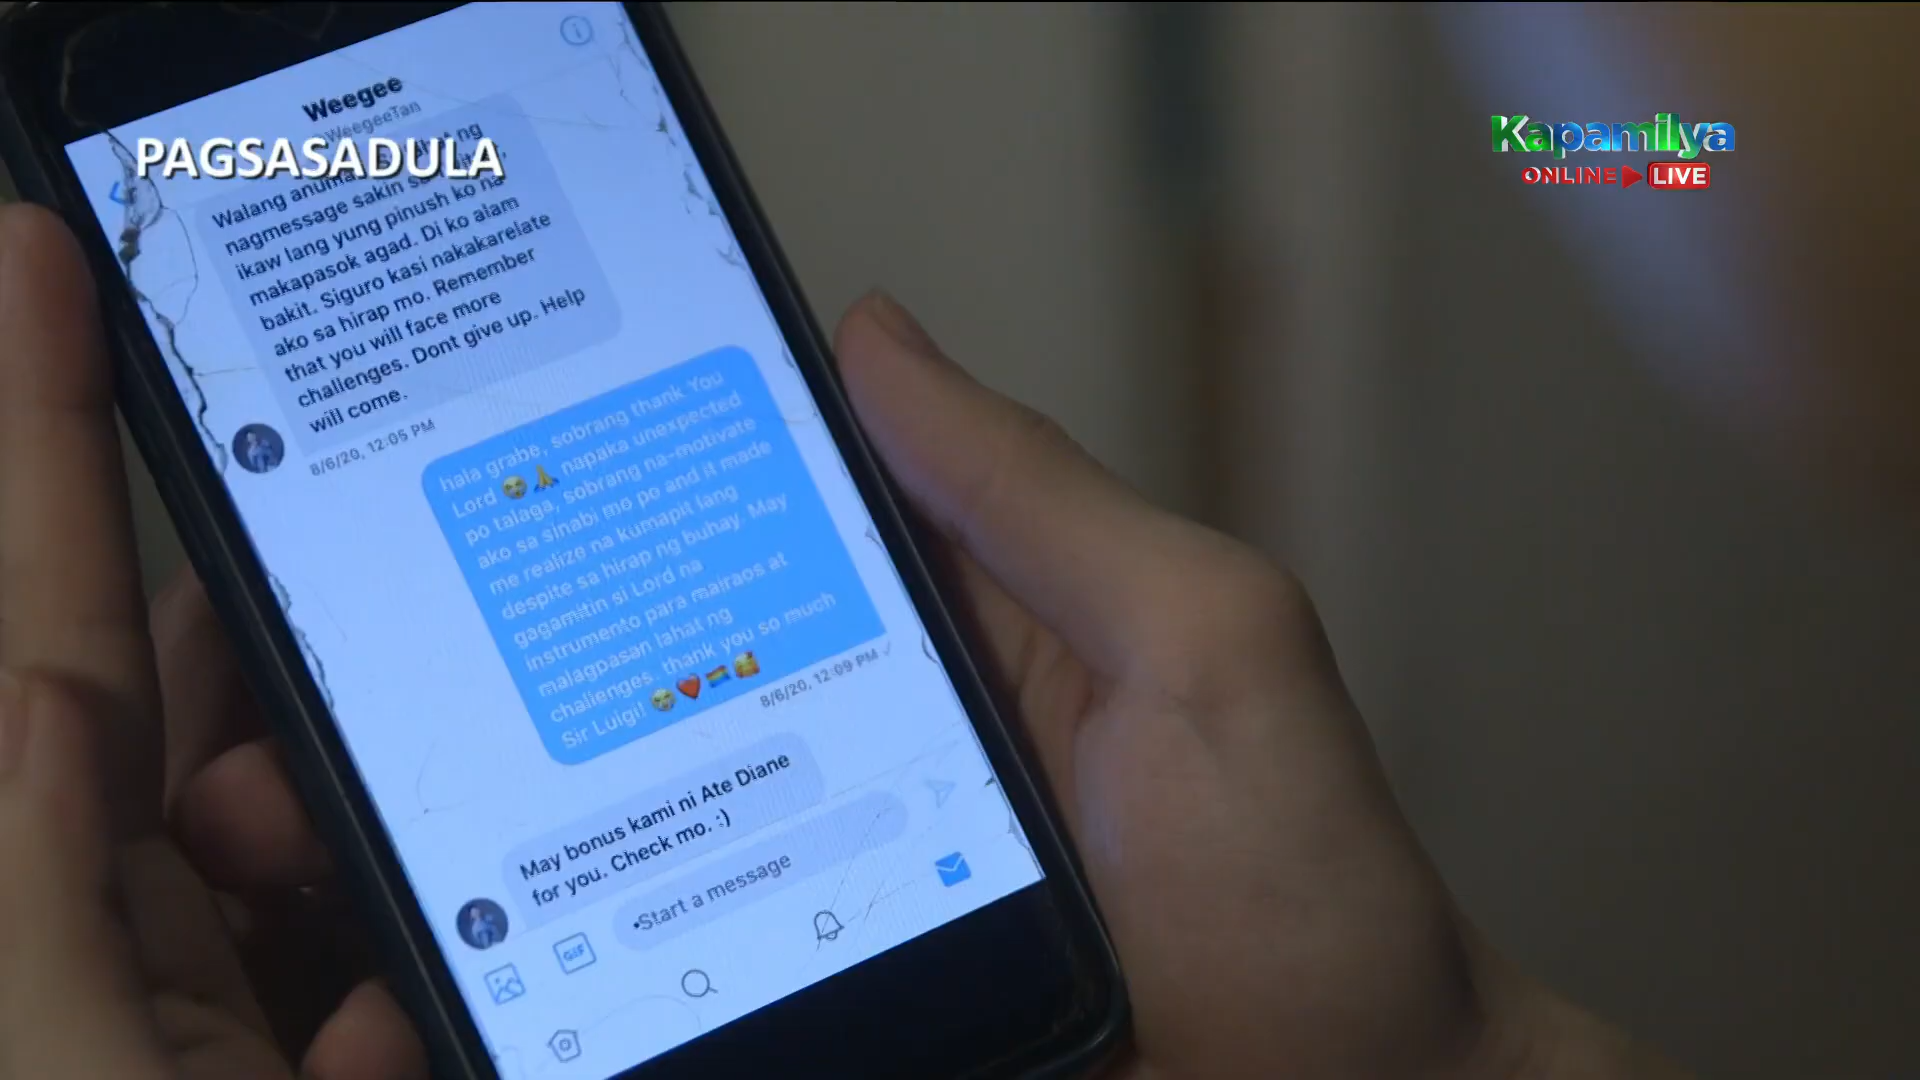 Weegee
@WeegeeTan
PAGSASADULA
Kapamilya
ONLINE LIVE
Walang ng
nagmessage sakin
ikaw lang yung pinush ko na
makapasok agad. Di ko alam
bakit. Siguro kasi nakakarelate
ako sa hirap mo. Remember
that you will face more
challenges. Dont give up. Help
will come.
8/6/20, 12:05 PM
hala grabe, sobrang thank You
Lord 😭🙏 napaka unexpected
po talaga, sobrang na-motivate
ako sa sinabi mo po and it made
me realize na kumapit lang
despite sa hirap ng buhay. May
gagamitin si Lord na
instrumento para mairaos at
malagpasan lahat ng
challenges. thank you so much
Sir Luigi! 😭❤️🏳️‍🌈🥰
8/6/20, 12:09 PM ✓
May bonus kami ni Ate Diane
for you. Check mo. :)
GIF
Start a message